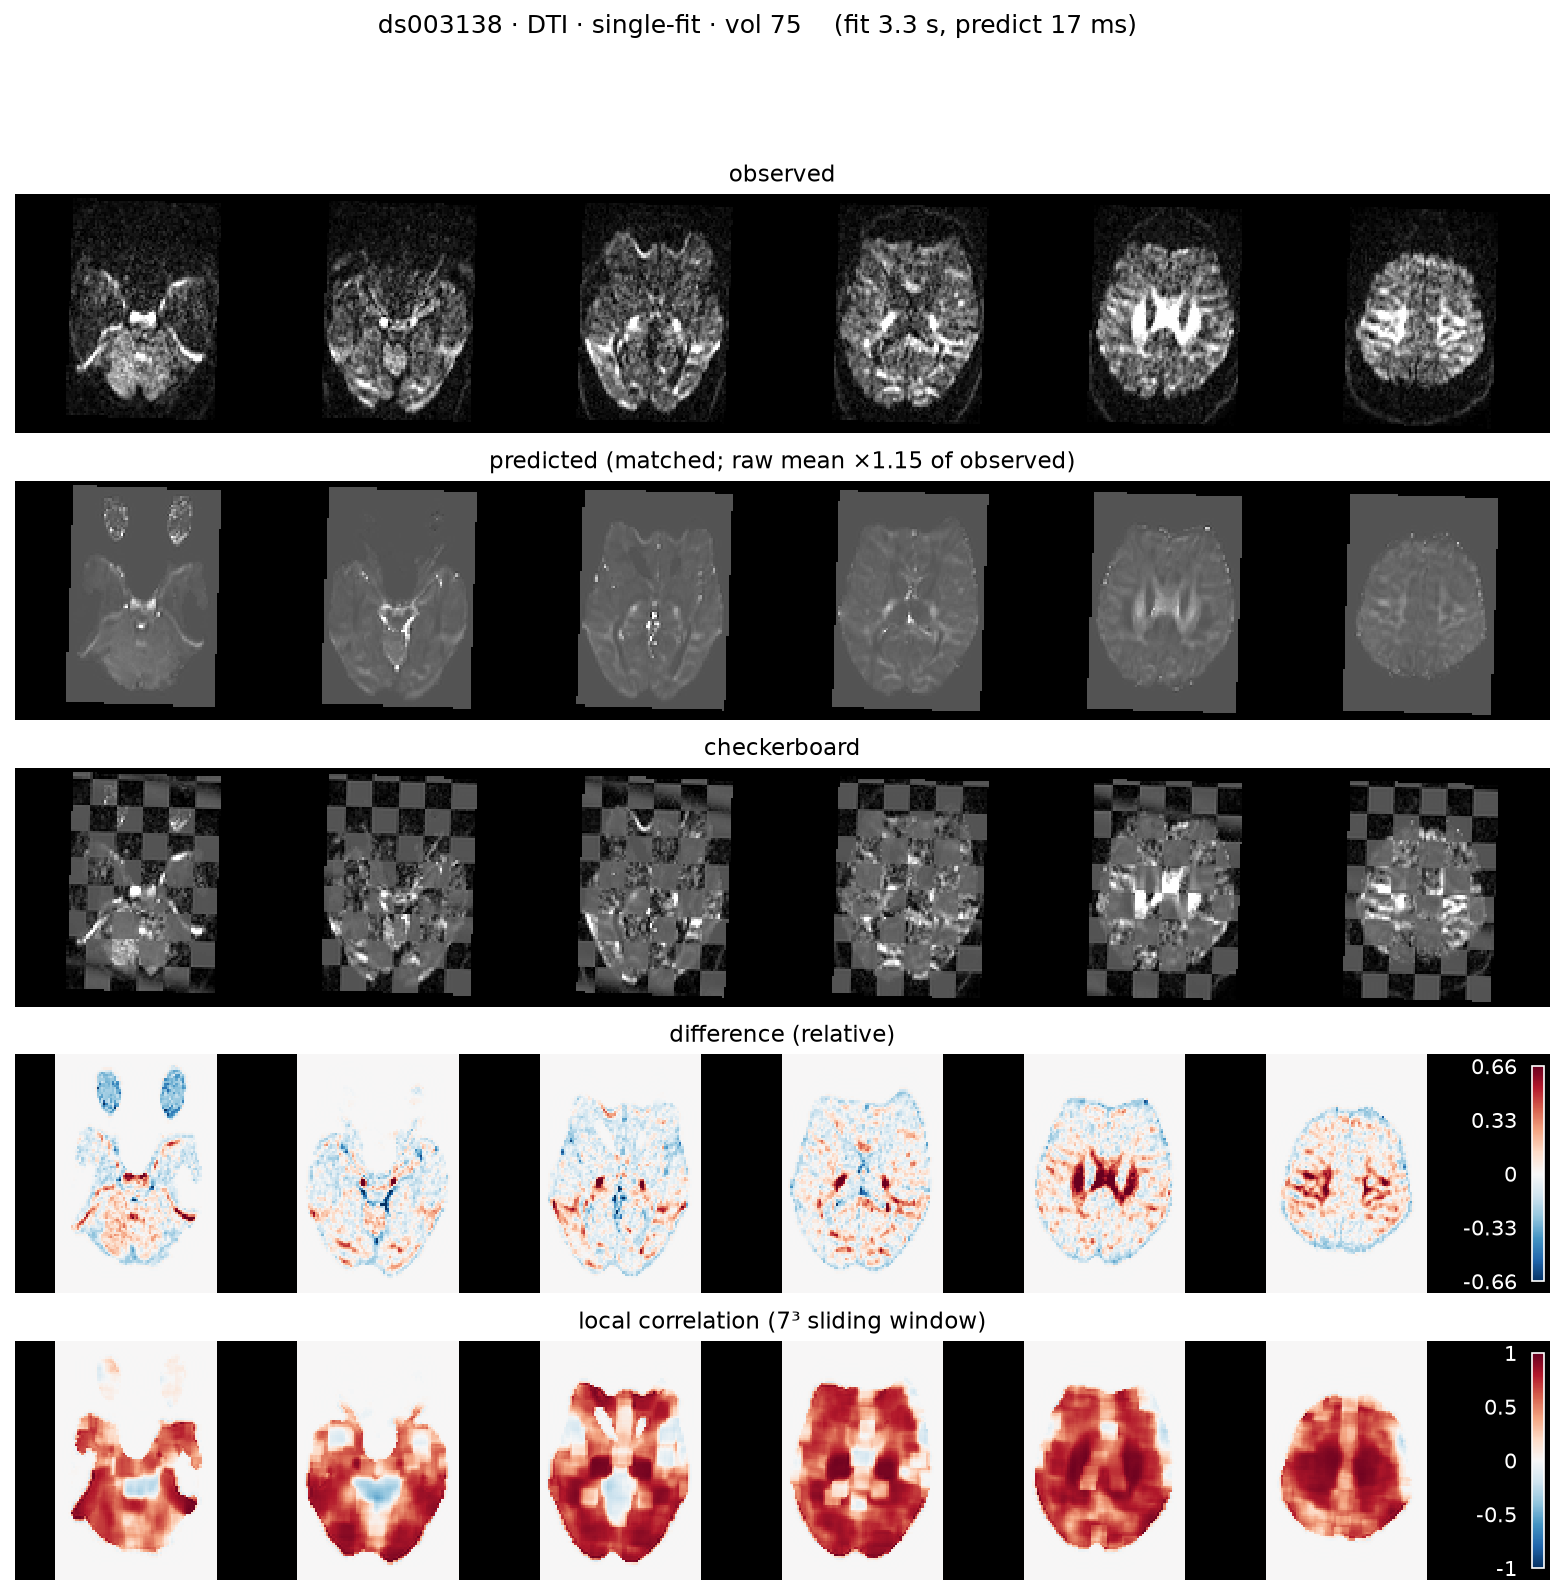 ds003138 · DTI · single-fit · vol 75    (fit 3.3 s, predict 17 ms)
observed
predicted (matched; raw mean ×1.15 of observed)
checkerboard
difference (relative)
0.66
0.33
0
-0.33
-0.66
local correlation (7³ sliding window)
1
0.5
0
-0.5
-1